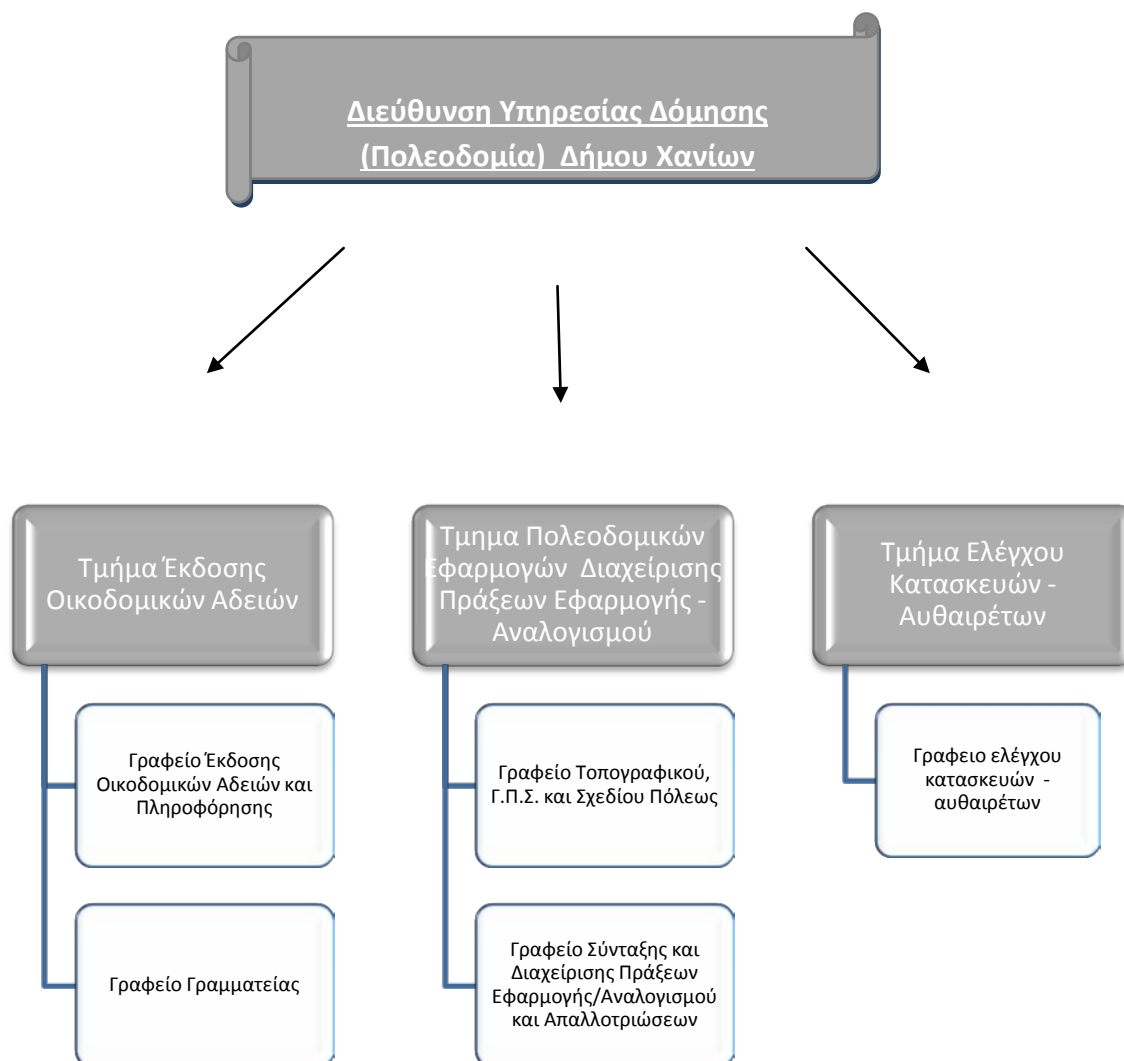 Διεύθυνση Υπηρεσίας Δόμησης
(Πολεοδομία) Δήμου Χανίων
Τμήμα Έκδοσης
Οικοδομικών Αδειών
Γραφείο Έκδοσης
Οικοδομικών Αδειών και
Πληροφόρησης
Γραφείο Γραμματείας
Τμημα Πολεοδομικών
Εφαρμογών Διαχείρισης
Πράξεων Εφαρμογής -
Αναλογισμού
Γραφείο Τοπογραφικού,
Γ.Π.Σ. και Σχεδίου Πόλεως
Γραφείο Σύνταξης και
Διαχείρισης Πράξεων
Εφαρμογής/Αναλογισμού
και Απαλλοτριώσεων
Τμήμα Ελέγχου
Κατασκευών -
Αυθαιρέτων
Γραφειο ελέγχου
κατασκευών -
αυθαιρέτων